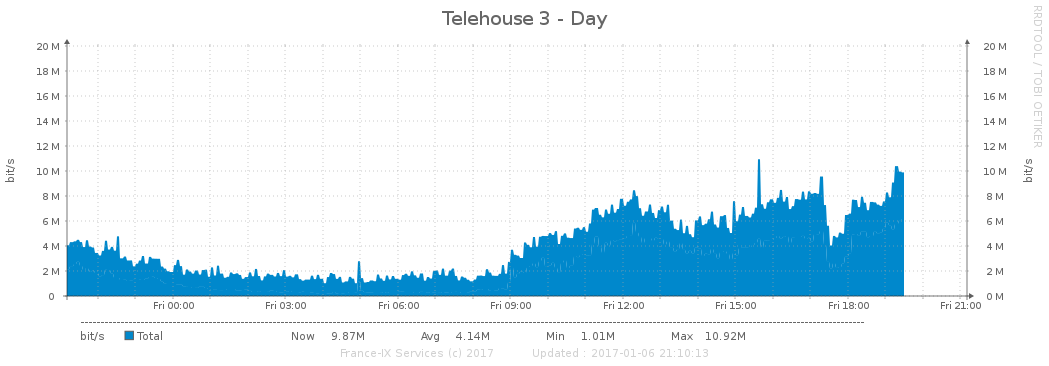 Telehouse 3 - Day
RRDTOOL / TOBI OETIKER
bit/s
20 M 20 M
18 M 18 M
16 M 16 M
14 M 14 M
12 M 12 M
10 M 10 M
8 M 8 M
6 M 6 M
4 M 4 M
2 M 2 M
0 0 M
bit/s
Fri 00:00 Fri 03:00 Fri 06:00 Fri 09:00 Fri 12:00 Fri 15:00 Fri 18:00 Fri 21:00
bit/s Total Now 9.87M Avg 4.14M Min 1.01M Max 10.92M
France-IX Services (c) 2017 Updated : 2017-01-06 21:10:13